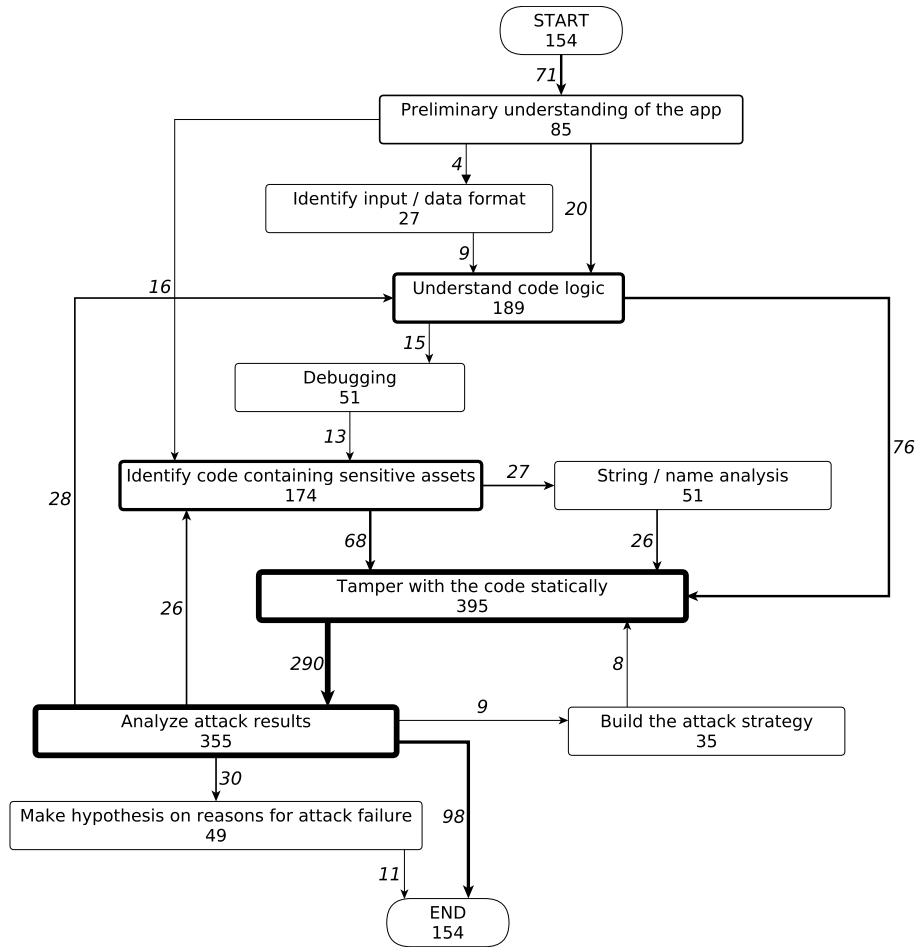 START
154
71
Preliminary understanding of the app
85
4
Identify input / data format
27
20
9
16
Understand code logic
189
15
Debugging
51
13
76
Identify code containing sensitive assets
174
27
String / name analysis
51
28
68
26
Tamper with the code statically
395
26
290
8
Analyze attack results
355
9
Build the attack strategy
35
30
Make hypothesis on reasons for attack failure
49
98
11
END
154